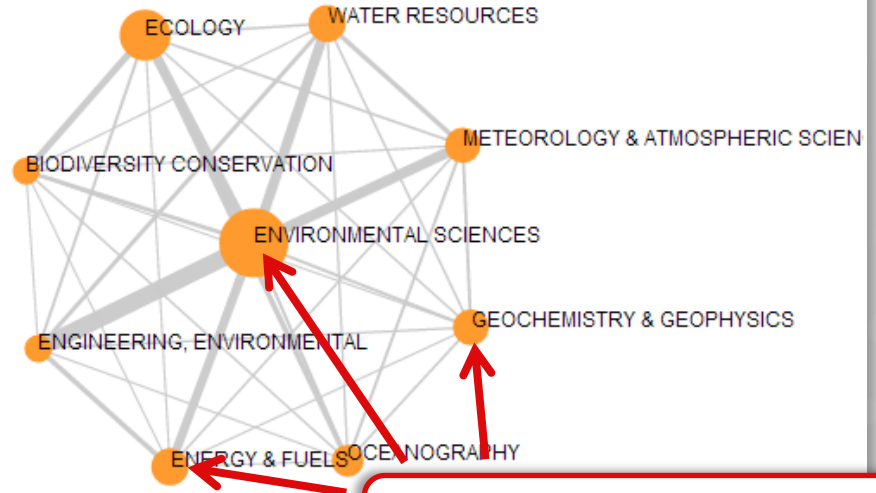 ECOLOGY
WATER RESOURCES
METEOROLOGY & ATMOSPHERIC SCIEN
BIODIVERSITY CONSERVATION
ENVIRONMENTAL SCIENCES
GEOCHEMISTRY & GEOPHYSICS
ENGINEERING, ENVIRONMENTAL
ENERGY & FUELS
OCEANOGRAPHY